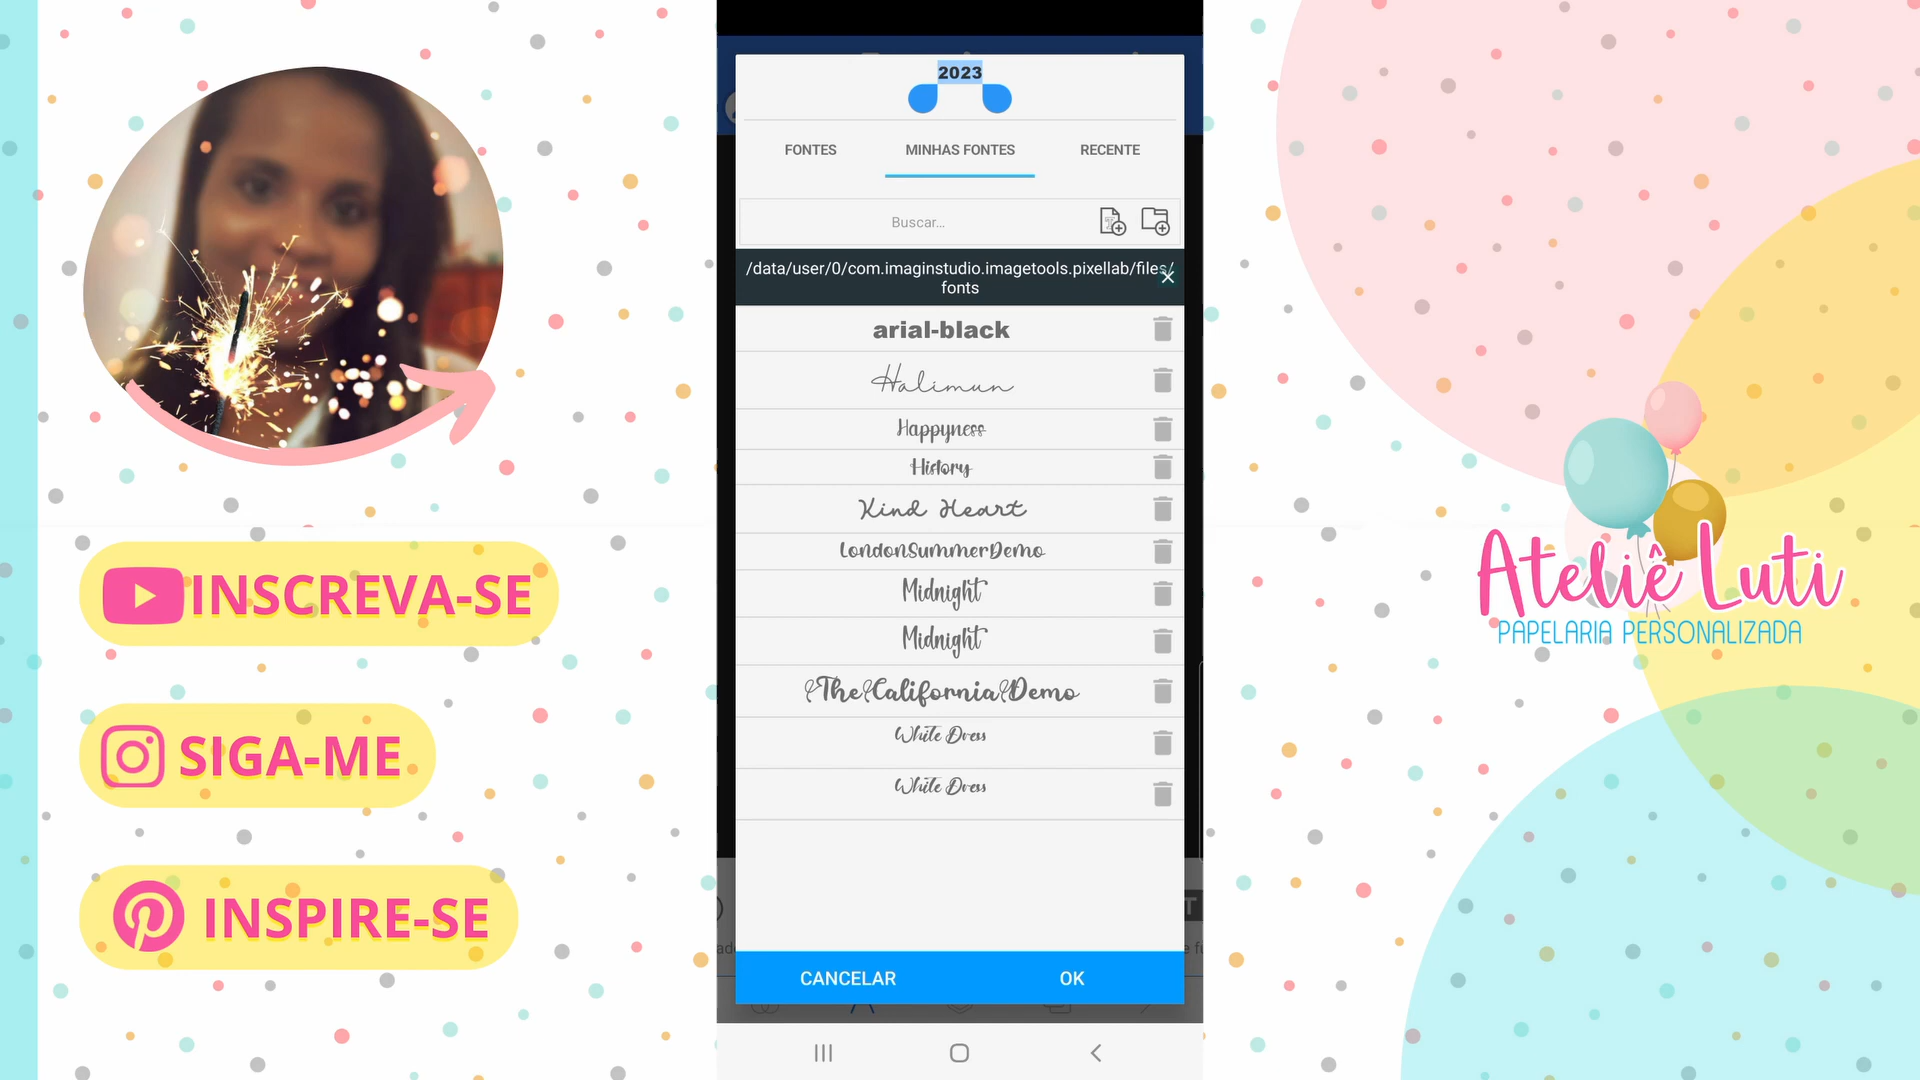 INSCREVA-SE
SIGA-ME
INSPIRE-SE
2023
FONTES MINHAS FONTES RECENTE
Buscar...
/data/user/0/com.imaginstudio.imagetools.pixellab/files/
fonts
arial-black
Halimun
Happyness
History
Kind Heart
LondonSummerDemo
Midnight
Midnight
TheCaliforniaDemo
White Dress
White Dress
CANCELAR OK
Ateliê Luti
PAPELARIA PERSONALIZADA